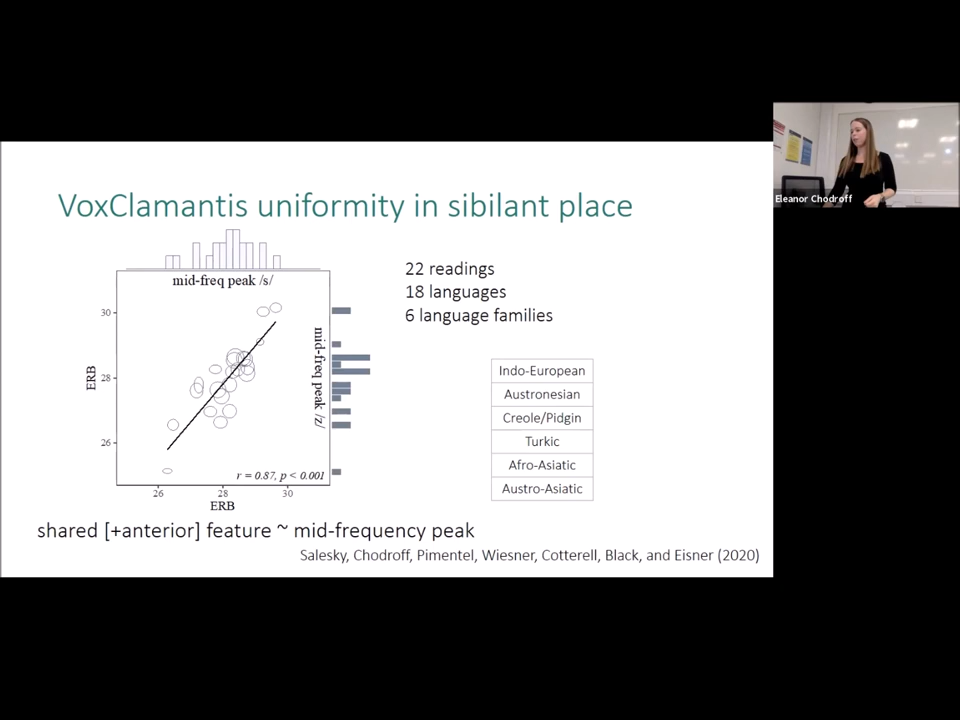 VoxClamantis uniformity in sibilant place
mid-freq peak /s/
mid-freq peak /z/
ERB
30
28
26
r = 0.87, p < 0.001
26 28 30
ERB
22 readings
18 languages
6 language families
Indo-European
Austronesian
Creole/Pidgin
Turkic
Afro-Asiatic
Austro-Asiatic
shared [+anterior] feature ~ mid-frequency peak
Salesky, Chodroff, Pimentel, Wiesner, Cotterell, Black, and Eisner (2020)
Eleanor Chodroff